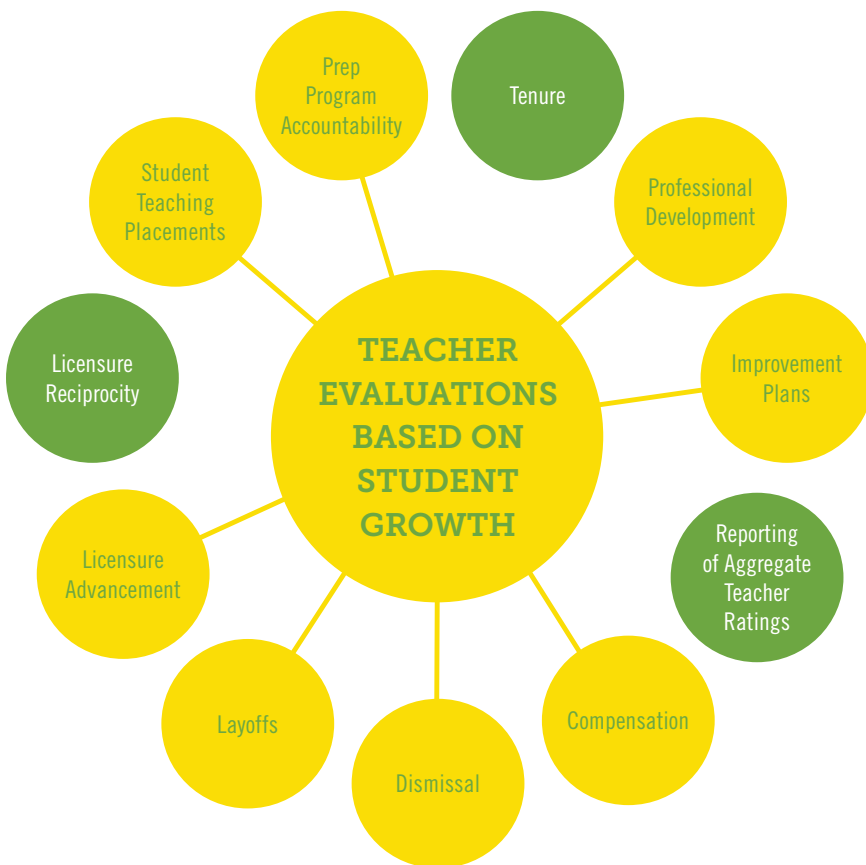 Prep
Program
Accountability
Tenure
Student
Teaching
Placements
Professional
Development
Licensure
Reciprocity
TEACHER
EVALUATIONS
BASED ON
STUDENT
GROWTH
Improvement
Plans
Licensure
Advancement
Reporting
of Aggregate
Teacher
Ratings
Layoffs
Dismissal
Compensation